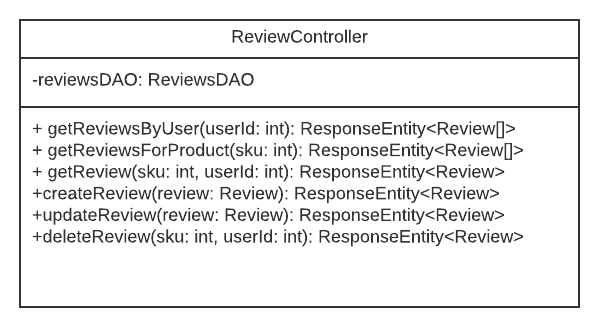 ReviewController
-reviewsDAO: ReviewsDAO
+ getReviewsByUser(userId: int): ResponseEntity<Review[]>
+ getReviewsForProduct(sku: int): ResponseEntity<Review[]>
+ getReview(sku: int, userId: int): ResponseEntity<Review>
+createReview(review: Review): ResponseEntity<Review>
+updateReview(review: Review): ResponseEntity<Review>
+deleteReview(sku: int, userId: int): ResponseEntity<Review>